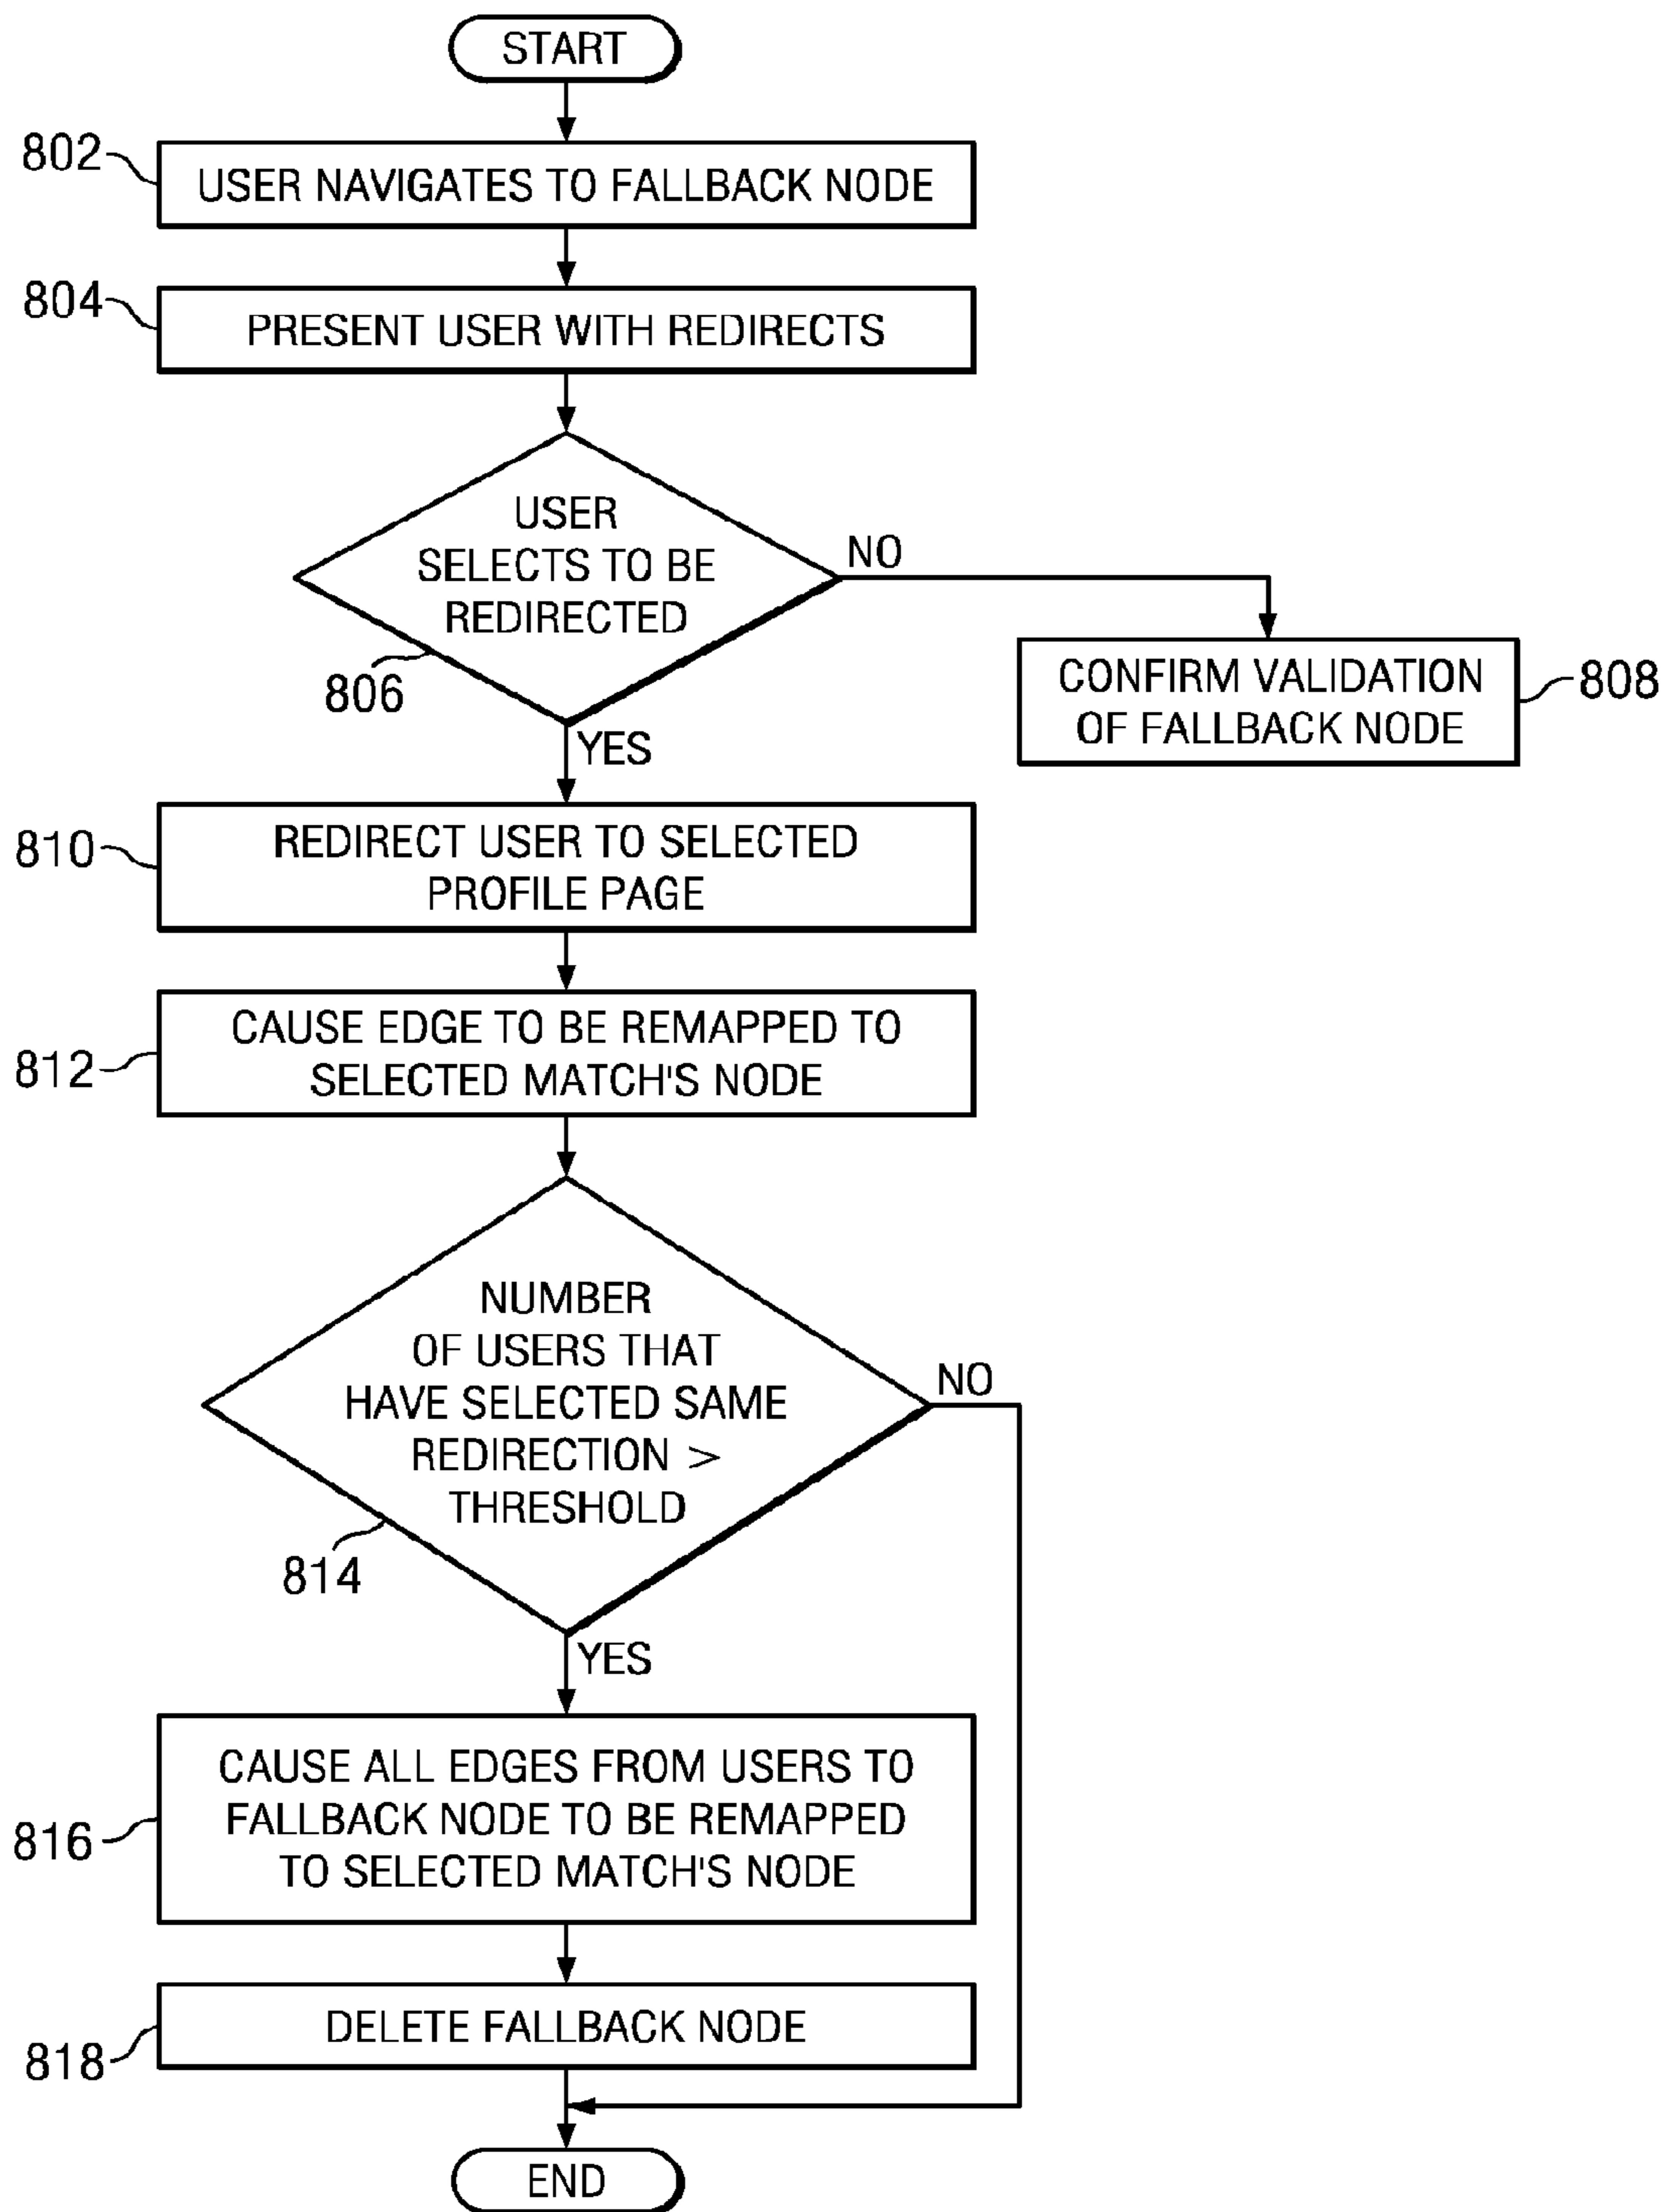 START
802
USER NAVIGATES TO FALLBACK NODE
804
PRESENT USER WITH REDIRECTS
USER
SELECTS TO BE
REDIRECTED
NO
806
YES
CONFIRM VALIDATION
OF FALLBACK NODE
808
810
REDIRECT USER TO SELECTED
PROFILE PAGE
812
CAUSE EDGE TO BE REMAPPED TO
SELECTED MATCH'S NODE
NUMBER
OF USERS THAT
HAVE SELECTED SAME
REDIRECTION >
THRESHOLD
NO
814
YES
816
CAUSE ALL EDGES FROM USERS TO
FALLBACK NODE TO BE REMAPPED
TO SELECTED MATCH'S NODE
818
DELETE FALLBACK NODE
END